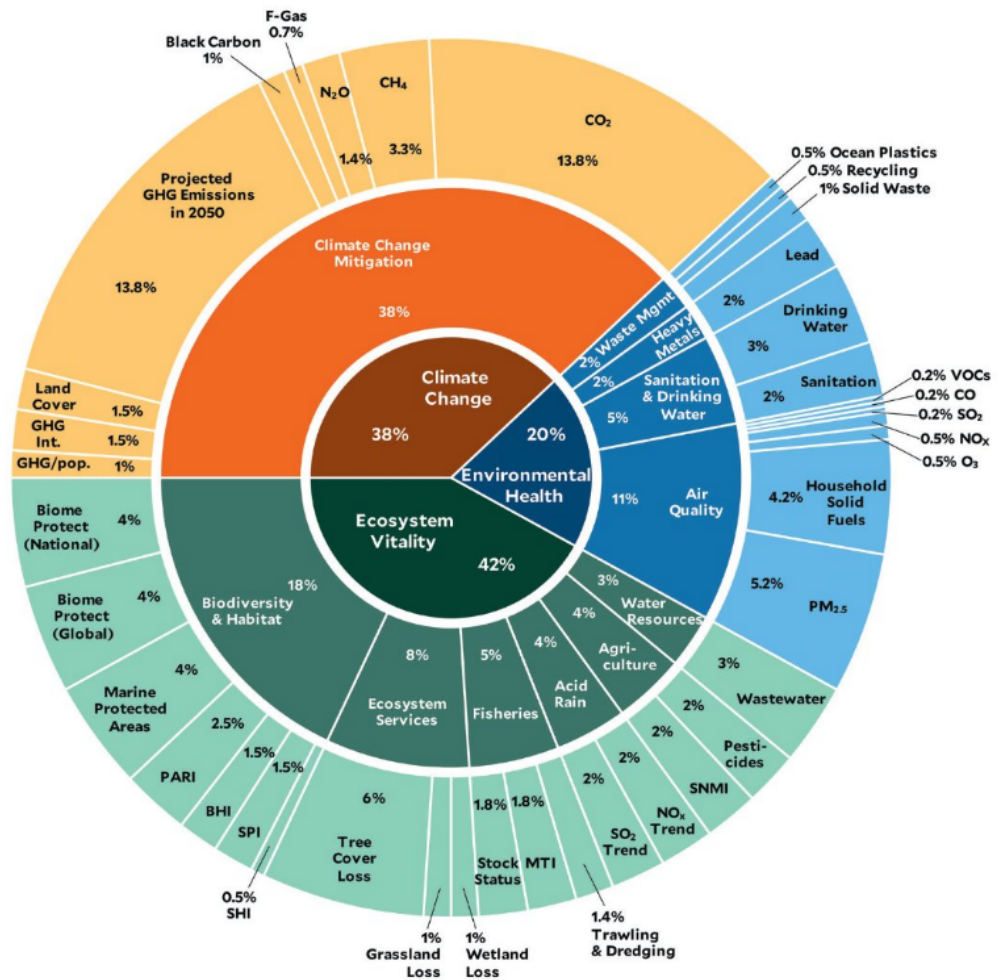 F-Gas
0.7%
Black Carbon
1%
N₂O
1.4%
CH₄
3.3%
CO₂
13.8%
Projected
GHG Emissions
in 2050
13.8%
Land
Cover
1.5%
GHG
Int.
1.5%
GHG/pop.
1%
0.5% Ocean Plastics
0.5% Recycling
1% Solid Waste
Lead
2%
Drinking
Water
3%
Sanitation
2%
0.2% VOCs
0.2% CO
0.2% SO₂
0.5% NOₓ
0.5% O₃
4.2%
Household
Solid
Fuels
5.2%
PM₂.₅
Climate Change
Mitigation
38%
Waste Mgmt
2%
Heavy
Metals
2%
Sanitation
& Drinking
Water
5%
11%
Air
Quality
Climate
Change
38%
20%
Environmental
Health
Ecosystem
Vitality
42%
18%
Biodiversity
& Habitat
8%
Ecosystem
Services
5%
Fisheries
4%
Acid
Rain
4%
Agri-
culture
3%
Water
Resources
Biome
Protect
(National)
4%
Biome
Protect
(Global)
4%
Marine
Protected
Areas
4%
2.5%
PARI
1.5%
BHI
1.5%
SPI
0.5%
SHI
6%
Tree
Cover
Loss
1%
Grassland
Loss
1%
Wetland
Loss
1.8%
Stock
Status
1.8%
MTI
1.4%
Trawling
& Dredging
2%
SO₂
Trend
2%
NOₓ
Trend
2%
SNMI
2%
Pesti-
cides
3%
Wastewater